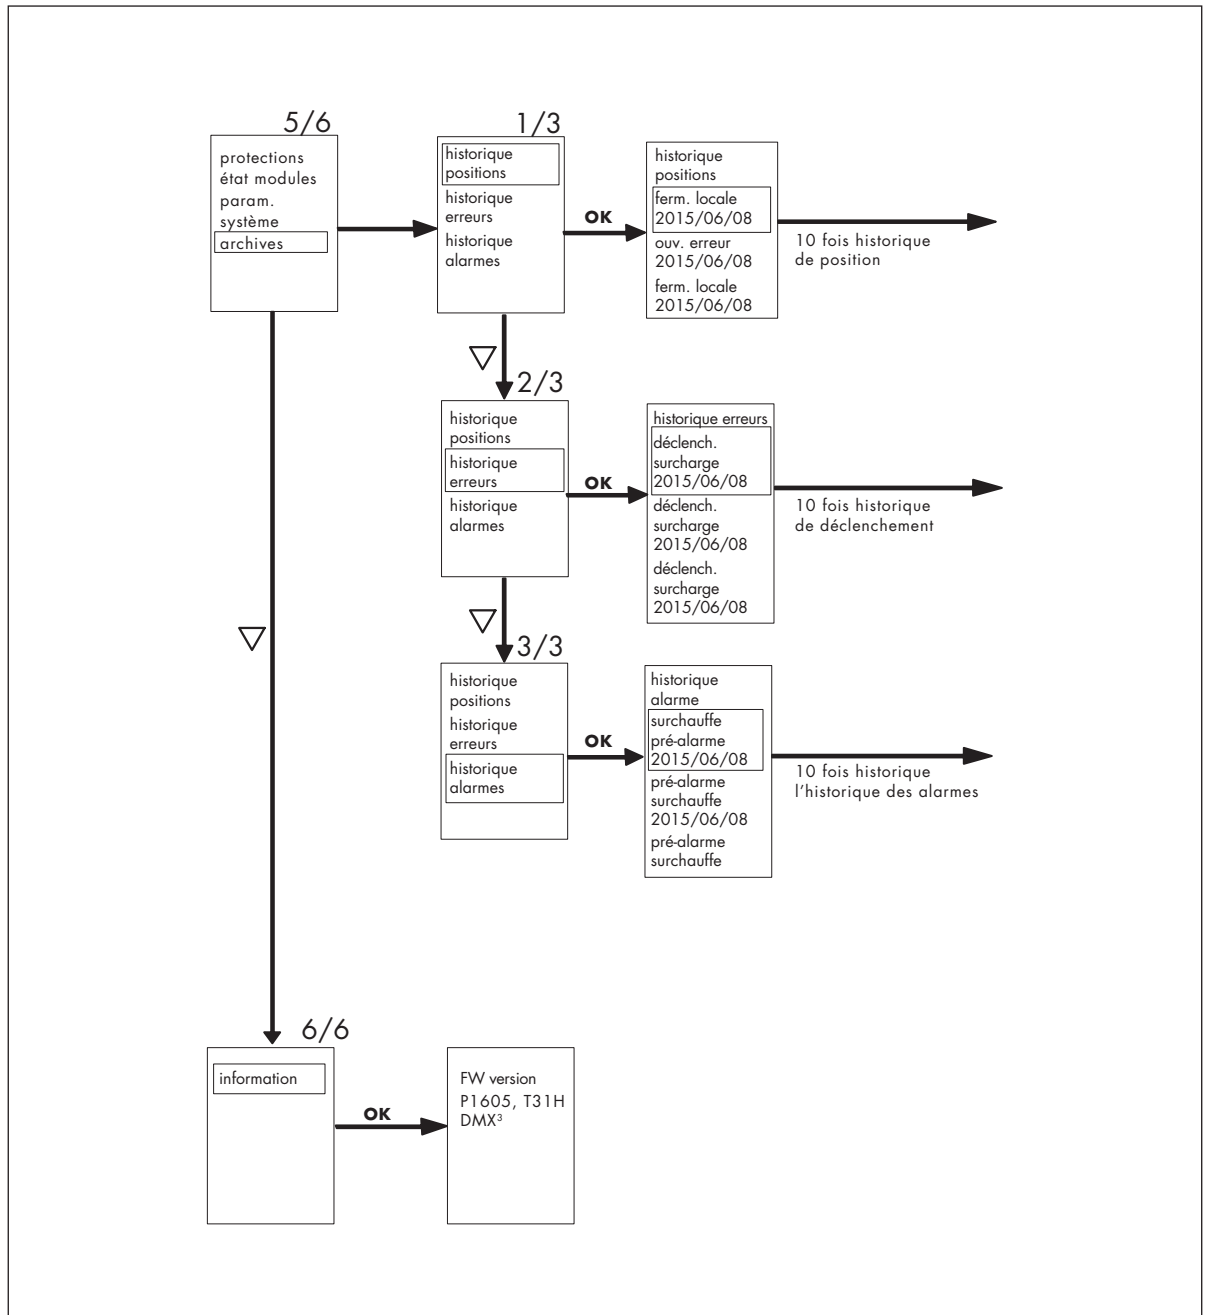 5/6
protections
état modules
param.
système
archives
1/3
historique
positions
historique
erreurs
historique
alarmes
OK
historique
positions
ferm. locale
2015/06/08
ouv. erreur
2015/06/08
ferm. locale
2015/06/08
10 fois historique
de position
2/3
historique
positions
historique
erreurs
historique
alarmes
OK
historique erreurs
déclench.
surcharge
2015/06/08
déclench.
surcharge
2015/06/08
déclench.
surcharge
2015/06/08
10 fois historique
de déclenchement
3/3
historique
positions
historique
erreurs
historique
alarmes
OK
historique
alarme
surchauffe
pré-alarme
2015/06/08
pré-alarme
surchauffe
2015/06/08
pré-alarme
surchauffe
10 fois historique
l'historique des alarmes
6/6
information
OK
FW version
P1605, T31H
DMX³